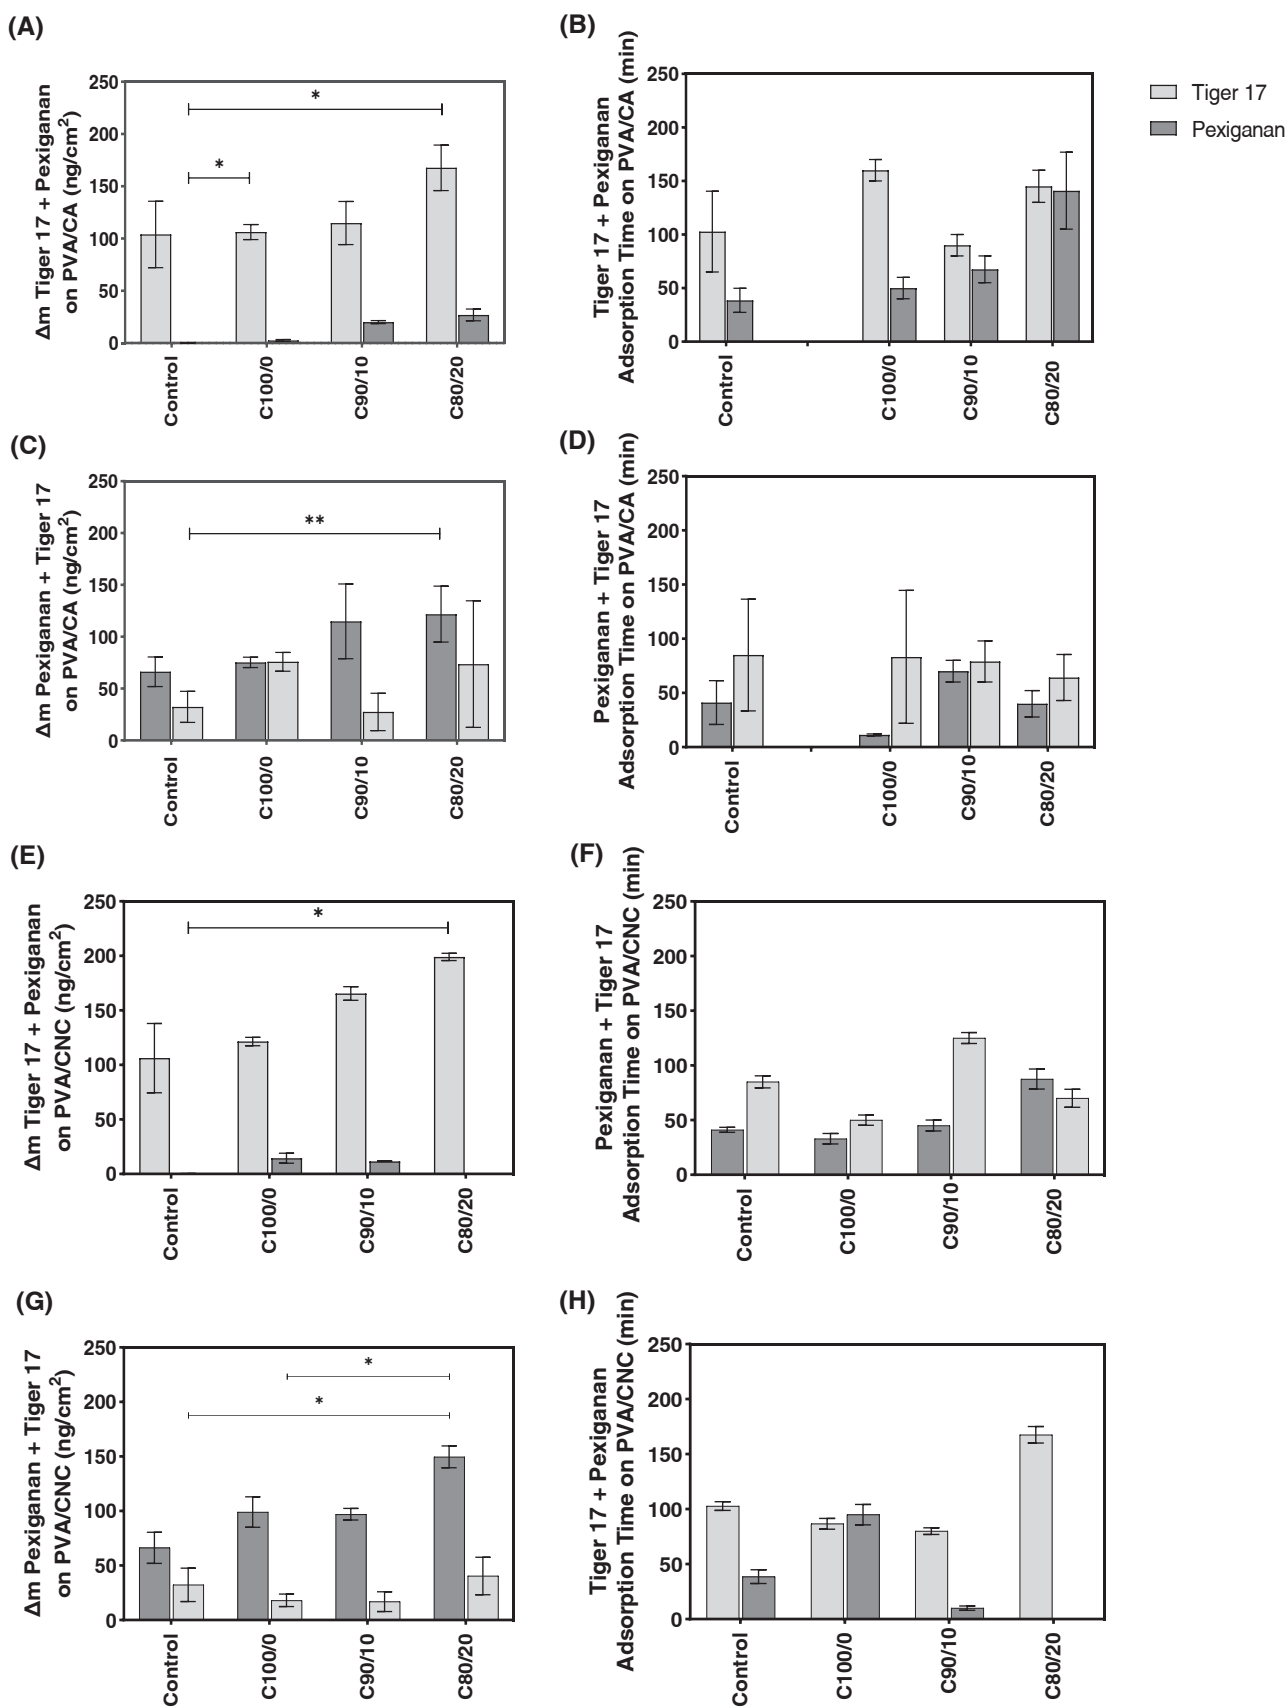 (A)
Δm Tiger 17 + Pexiganan
on PVA/CA (ng/cm²)
250
200
150
100
50
0
*
*
Control
C100/0
C90/10
C80/20
(B)
Tiger 17 + Pexiganan
Adsorption Time on PVA/CA (min)
250
200
150
100
50
0
Control
C100/0
C90/10
C80/20
Tiger 17
Pexiganan
(C)
Δm Pexiganan + Tiger 17
on PVA/CA (ng/cm²)
250
200
150
100
50
0
**
Control
C100/0
C90/10
C80/20
(D)
Pexiganan + Tiger 17
Adsorption Time on PVA/CA (min)
250
200
150
100
50
0
Control
C100/0
C90/10
C80/20
(E)
Δm Tiger 17 + Pexiganan
on PVA/CNC (ng/cm²)
250
200
150
100
50
0
*
Control
C100/0
C90/10
C80/20
(F)
Pexiganan + Tiger 17
Adsorption Time on PVA/CNC (min)
250
200
150
100
50
0
Control
C100/0
C90/10
C80/20
(G)
Δm Pexiganan + Tiger 17
on PVA/CNC (ng/cm²)
250
200
150
100
50
0
*
*
Control
C100/0
C90/10
C80/20
(H)
Tiger 17 + Pexiganan
Adsorption Time on PVA/CNC (min)
250
200
150
100
50
0
Control
C100/0
C90/10
C80/20